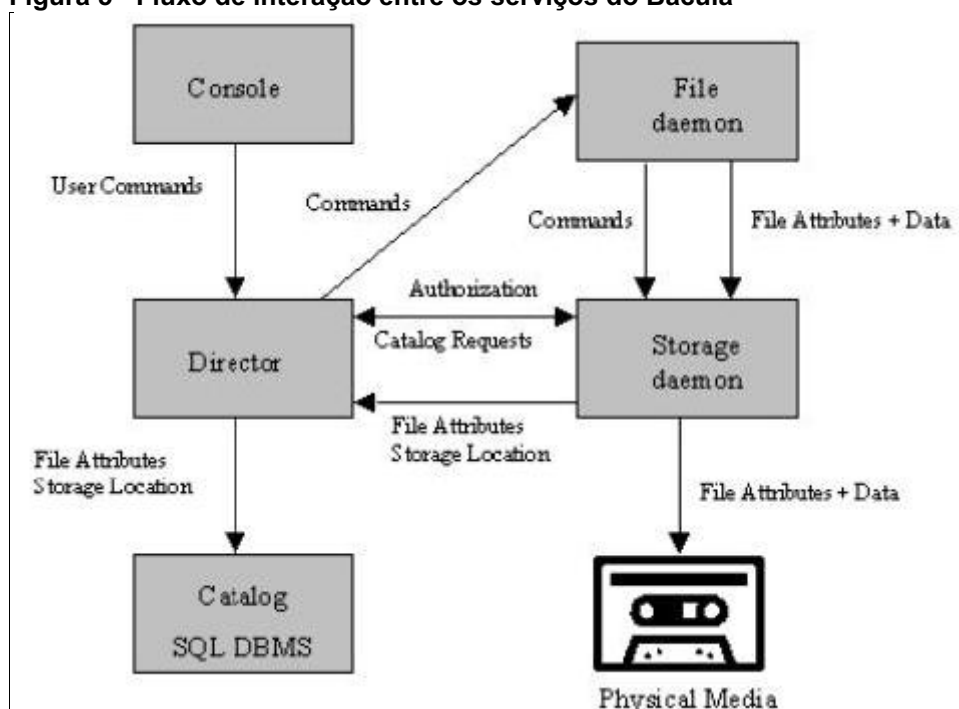 Figura - Fluxo de interação entre os serviços do Bacula
Console
File
daemon
User Commands
Commands
Commands
File Attributes + Data
Authorization
Catalog Requests
Director
Storage
daemon
File Attributes
Storage Location
File Attributes
Storage Location
File Attributes + Data
Catalog
SQL DBMS
Physical Media